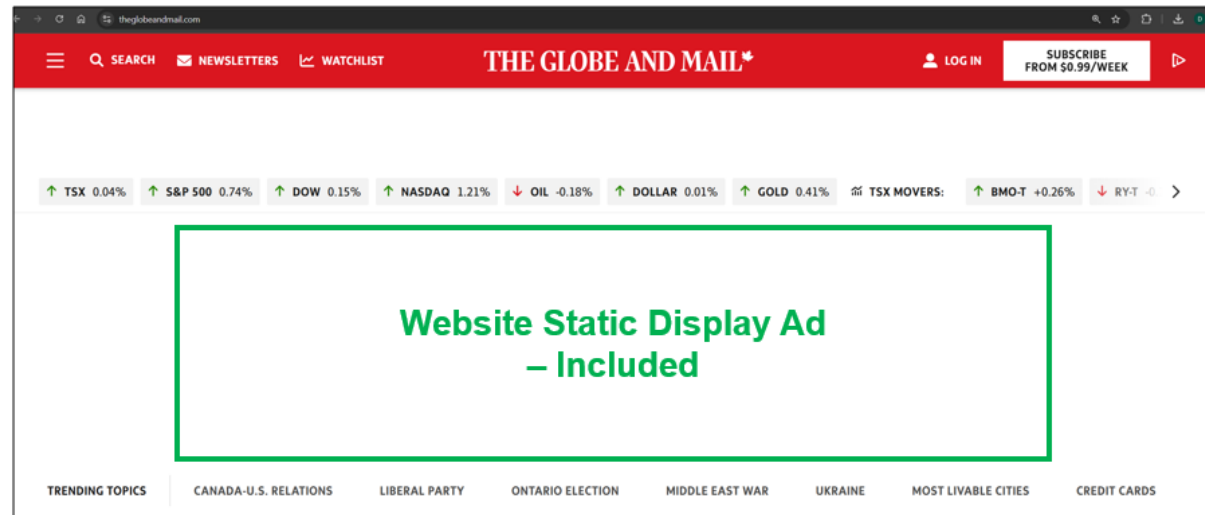 theglobeandmail.com
SEARCH NEWSLETTERS WATCHLIST THE GLOBE AND MAIL LOG IN SUBSCRIBE
FROM $0.99/WEEK
TSX 0.04% S&P 500 0.74% DOW 0.15% NASDAQ 1.21% OIL -0.18% DOLLAR 0.01% GOLD 0.41% TSX MOVERS: BMO-T +0.26% RY-T
Website Static Display Ad
– Included
TRENDING TOPICS CANADA-U.S. RELATIONS LIBERAL PARTY ONTARIO ELECTION MIDDLE EAST WAR UKRAINE MOST LIVABLE CITIES CREDIT CARDS